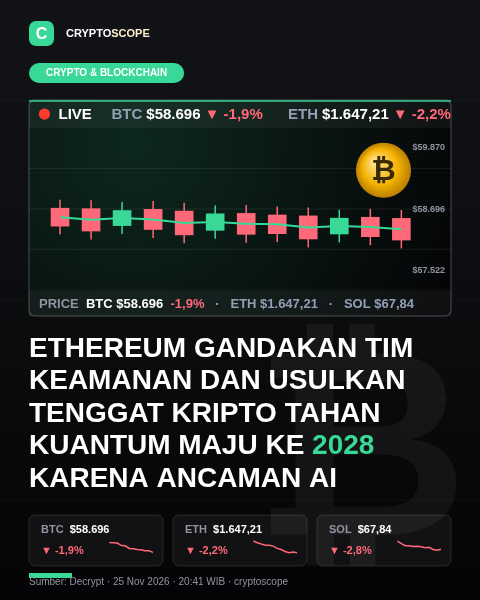 C CRYPTOSCOPE
CRYPTO & BLOCKCHAIN
LIVE BTC $58.696 ▼ -1,9% ETH $1.647,21 ▼ -2,2%
$59.870
$58.696
$57.522
PRICE BTC $58.696 -1,9% · ETH $1.647,21 · SOL $67,84
ETHEREUM GANDAKAN TIM
KEAMANAN DAN USULKAN
TENGGAT KRIPTO TAHAN
KUANTUM MAJU KE 2028
KARENA ANCAMAN AI
BTC $58.696 ETH $1.647,21 SOL $67,84
▼ -1,9% ▼ -2,2% ▼ -2,8%
Sumber: Decrypt · 25 Nov 2026 · 20:41 WIB · cryptoscope